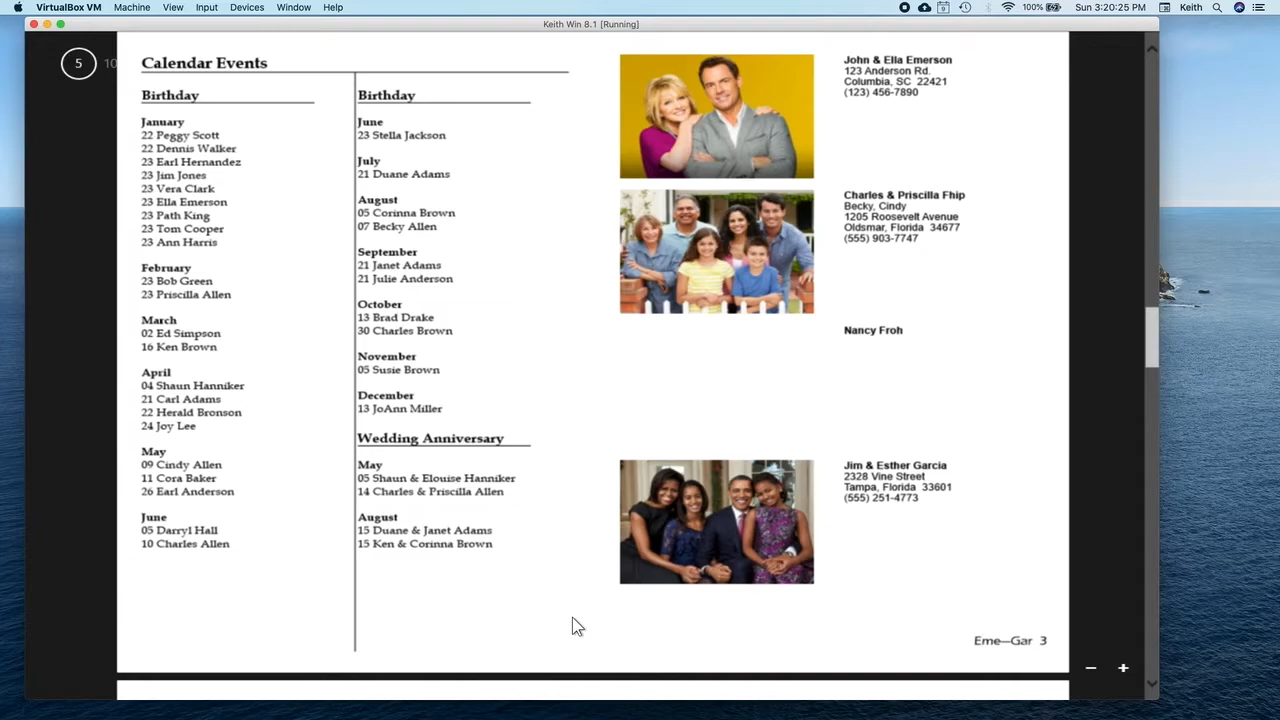 VirtualBox VM Machine View Input Devices Window Help
9 100% Sun 3:20:25 PM Keith
Keith Win 8.1 [Running]
5 10
Calendar Events
Birthday
January
22 Peggy Scott
22 Dennis Walker
23 Earl Hernandez
23 Jim Jones
23 Vera Clark
23 Ella Emerson
23 Path King
23 Tom Cooper
23 Ann Harris
February
23 Bob Green
23 Priscilla Allen
March
02 Ed Simpson
16 Ken Brown
April
04 Shaun Hanniker
21 Carl Adams
22 Herald Bronson
24 Joy Lee
May
09 Cindy Allen
11 Cora Baker
26 Earl Anderson
June
05 Darryl Hall
10 Charles Allen
Birthday
June
23 Stella Jackson
July
21 Duane Adams
August
05 Corinna Brown
07 Becky Allen
September
21 Janet Adams
21 Julie Anderson
October
13 Brad Drake
30 Charles Brown
November
05 Susie Brown
December
13 JoAnn Miller
Wedding Anniversary
May
05 Shaun & Elouise Hanniker
14 Charles & Priscilla Allen
August
15 Duane & Janet Adams
15 Ken & Corinna Brown
John & Ella Emerson
123 Anderson Rd.
Columbia, SC 22421
(123) 456-7890
Charles & Priscilla Fhip
Becky, Cindy
1205 Roosevelt Avenue
Oldsmar, Florida 34677
(555) 903-7747
Nancy Froh
Jim & Esther Garcia
2328 Vine Street
Tampa, Florida 33601
(555) 251-4773
Eme—Gar 3